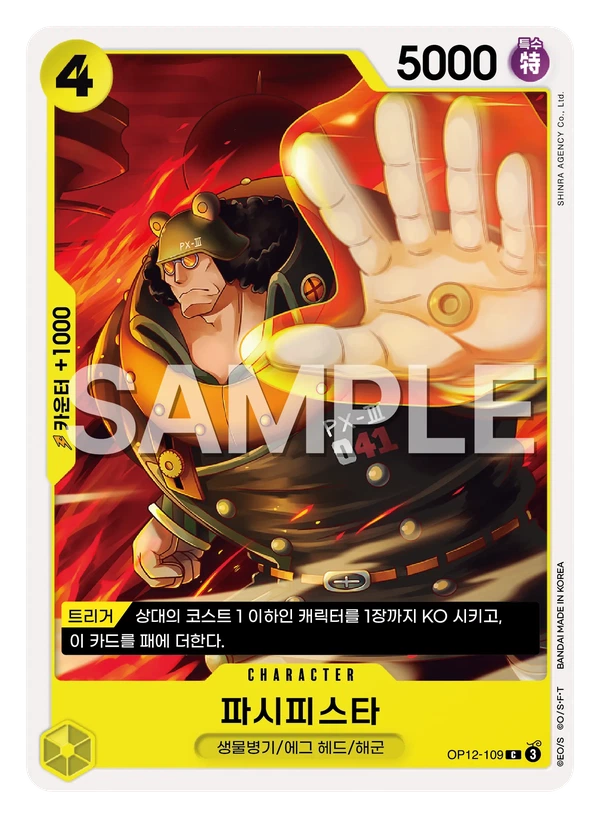 4
5000
특수
特
SHINRA AGENCY Co., Ltd.
PX-III
카운터 +1000
SAMPLE
PX-III
041
트리거 상대의 코스트 1 이하인 캐릭터를 1장까지 KO 시키고,
이 카드를 패에 더한다.
CHARACTER
파시피스타
생물병기/에그 헤드/해군
OP12-109 C 3
©EO/S ©O/S·F·T BANDAI MADE IN KOREA